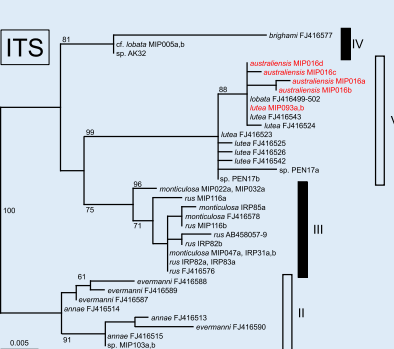 ITS
81
brighami FJ416577
IV
cf. lobata MIP005a,b
sp. AK32
australiensis MIP016d
australiensis MIP016c
australiensis MIP016a
88
australiensis MIP016b
lobata FJ416499-502
lutea MIP093a,b
lutea FJ416543
V
lutea FJ416524
99
lutea FJ416523
lutea FJ416525
lutea FJ416526
lutea FJ416542
sp. PEN17a
sp. PEN17b
96
monticulosa MIP022a, MIP032a
rus MIP116a
monticulosa IRP85a
100
75
monticulosa FJ416578
71
rus MIP116b
III
rus AB458057-9
rus IRP82b
monticulosa MIP047a, IRP31a,b
rus IRP82a, IRP83a
rus FJ416576
61
evermanni FJ416588
evermanni FJ416589
evermanni FJ416587
annae FJ416514
II
annae FJ416513
evermanni FJ416590
91
annae FJ416515
0.005
sp. MIP103a,b